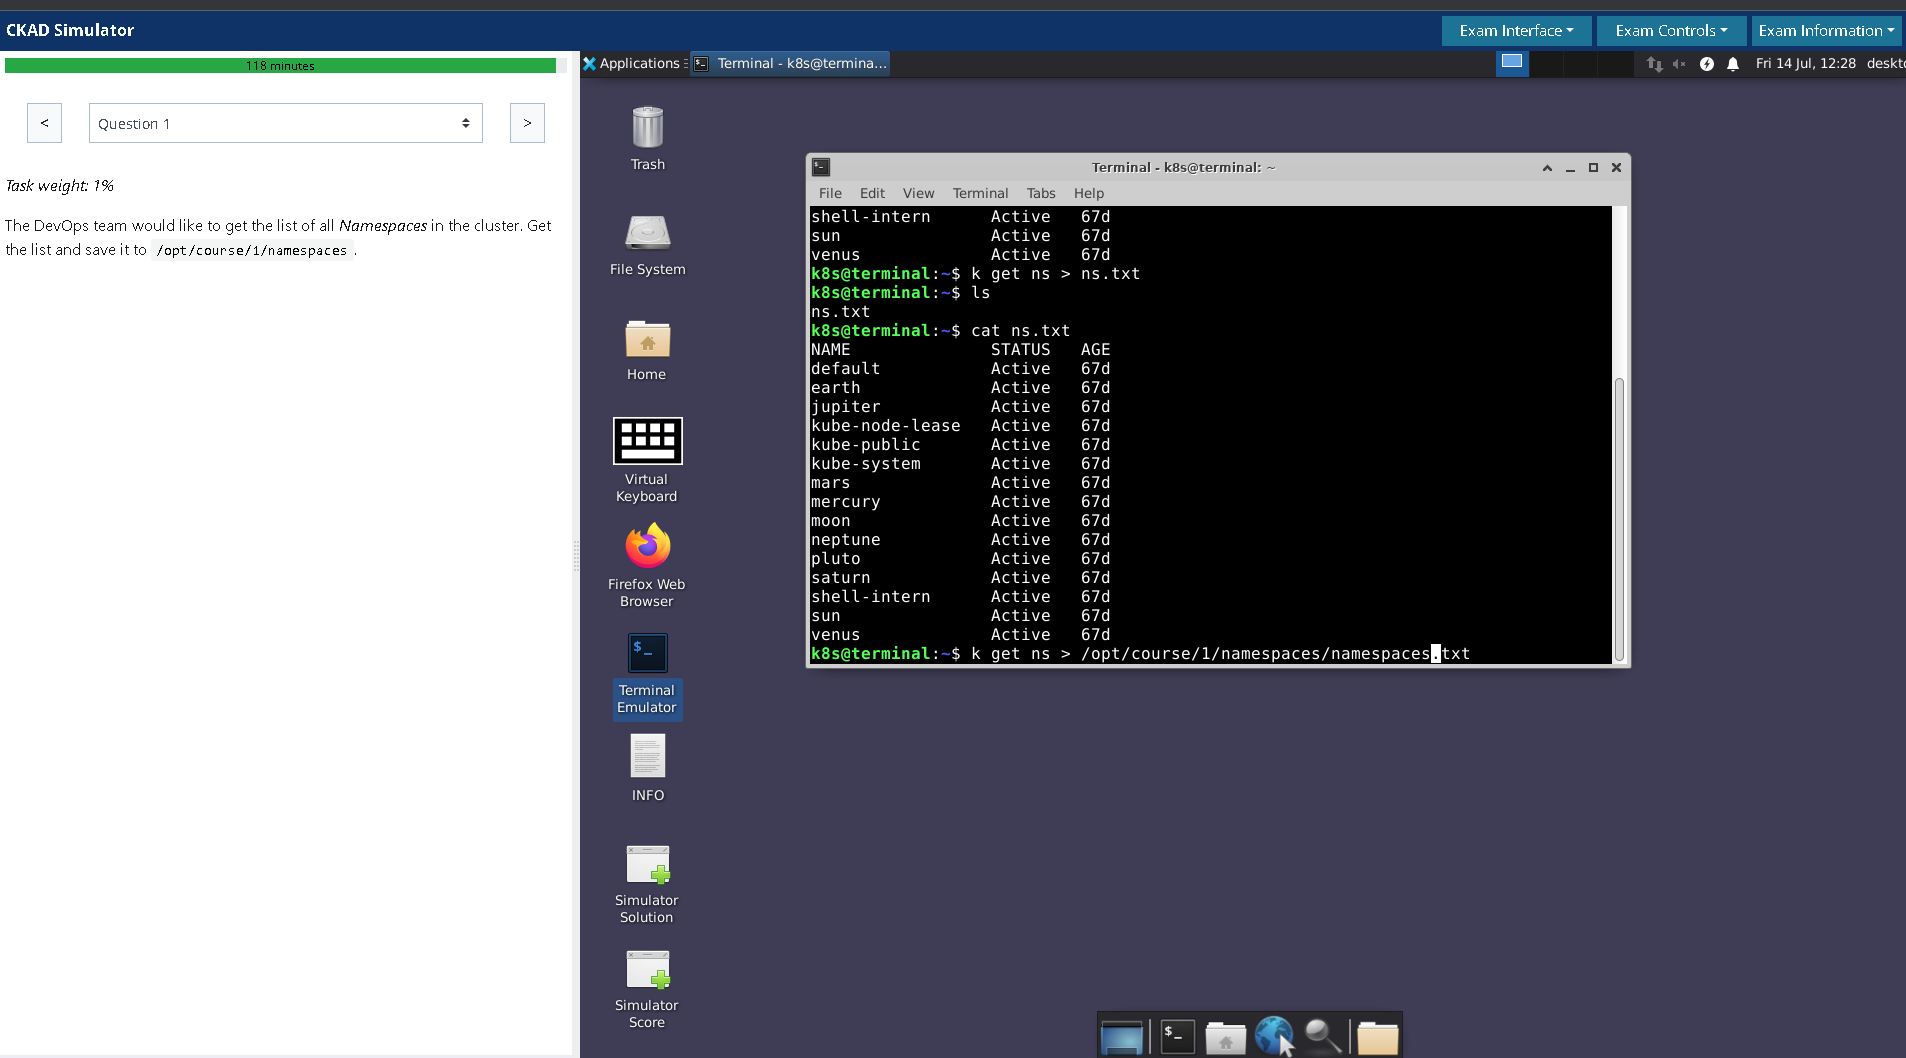 CKAD Simulator
Exam Interface
Exam Controls
Exam Information
118 minutes
<
Question 1
>
Task weight: 1%
The DevOps team would like to get the list of all Namespaces in the cluster. Get
the list and save it to /opt/course/1/namespaces .
Applications
Terminal - k8s@termina...
Fri 14 Jul, 12:28
Trash
File System
Home
Virtual
Keyboard
Firefox Web
Browser
Terminal
Emulator
INFO
Simulator
Solution
Simulator
Score
Terminal - k8s@terminal: ~
File Edit View Terminal Tabs Help
shell-intern Active 67d
sun Active 67d
venus Active 67d
k8s@terminal:~$ k get ns > ns.txt
k8s@terminal:~$ ls
ns.txt
k8s@terminal:~$ cat ns.txt
NAME STATUS AGE
default Active 67d
earth Active 67d
jupiter Active 67d
kube-node-lease Active 67d
kube-public Active 67d
kube-system Active 67d
mars Active 67d
mercury Active 67d
moon Active 67d
neptune Active 67d
pluto Active 67d
saturn Active 67d
shell-intern Active 67d
sun Active 67d
venus Active 67d
k8s@terminal:~$ k get ns > /opt/course/1/namespaces/namespaces.txt